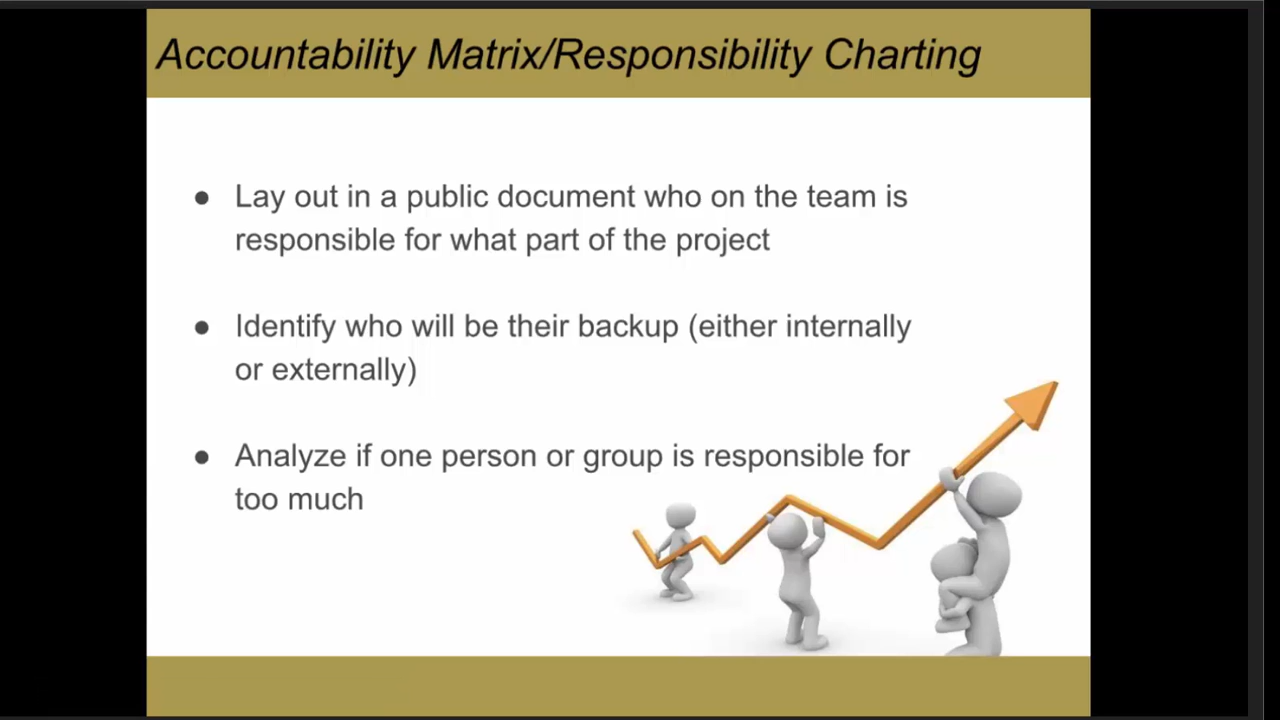 Accountability Matrix/Responsibility Charting
● Lay out in a public document who on the team is
responsible for what part of the project
● Identify who will be their backup (either internally
or externally)
● Analyze if one person or group is responsible for
too much